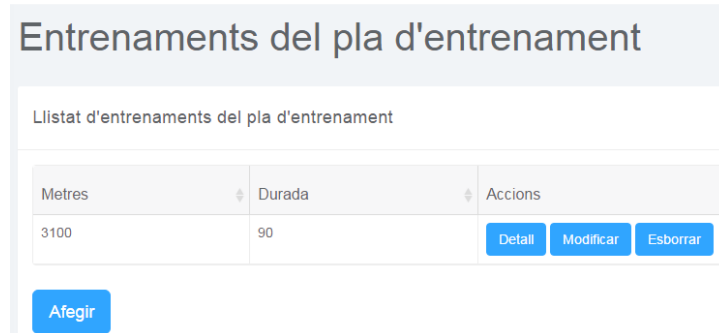 Entrenaments del pla d'entrenament
Llistat d'entrenaments del pla d'entrenament
Metres Durada Accions
3100 90 Detall Modificar Esborrar
Afegir